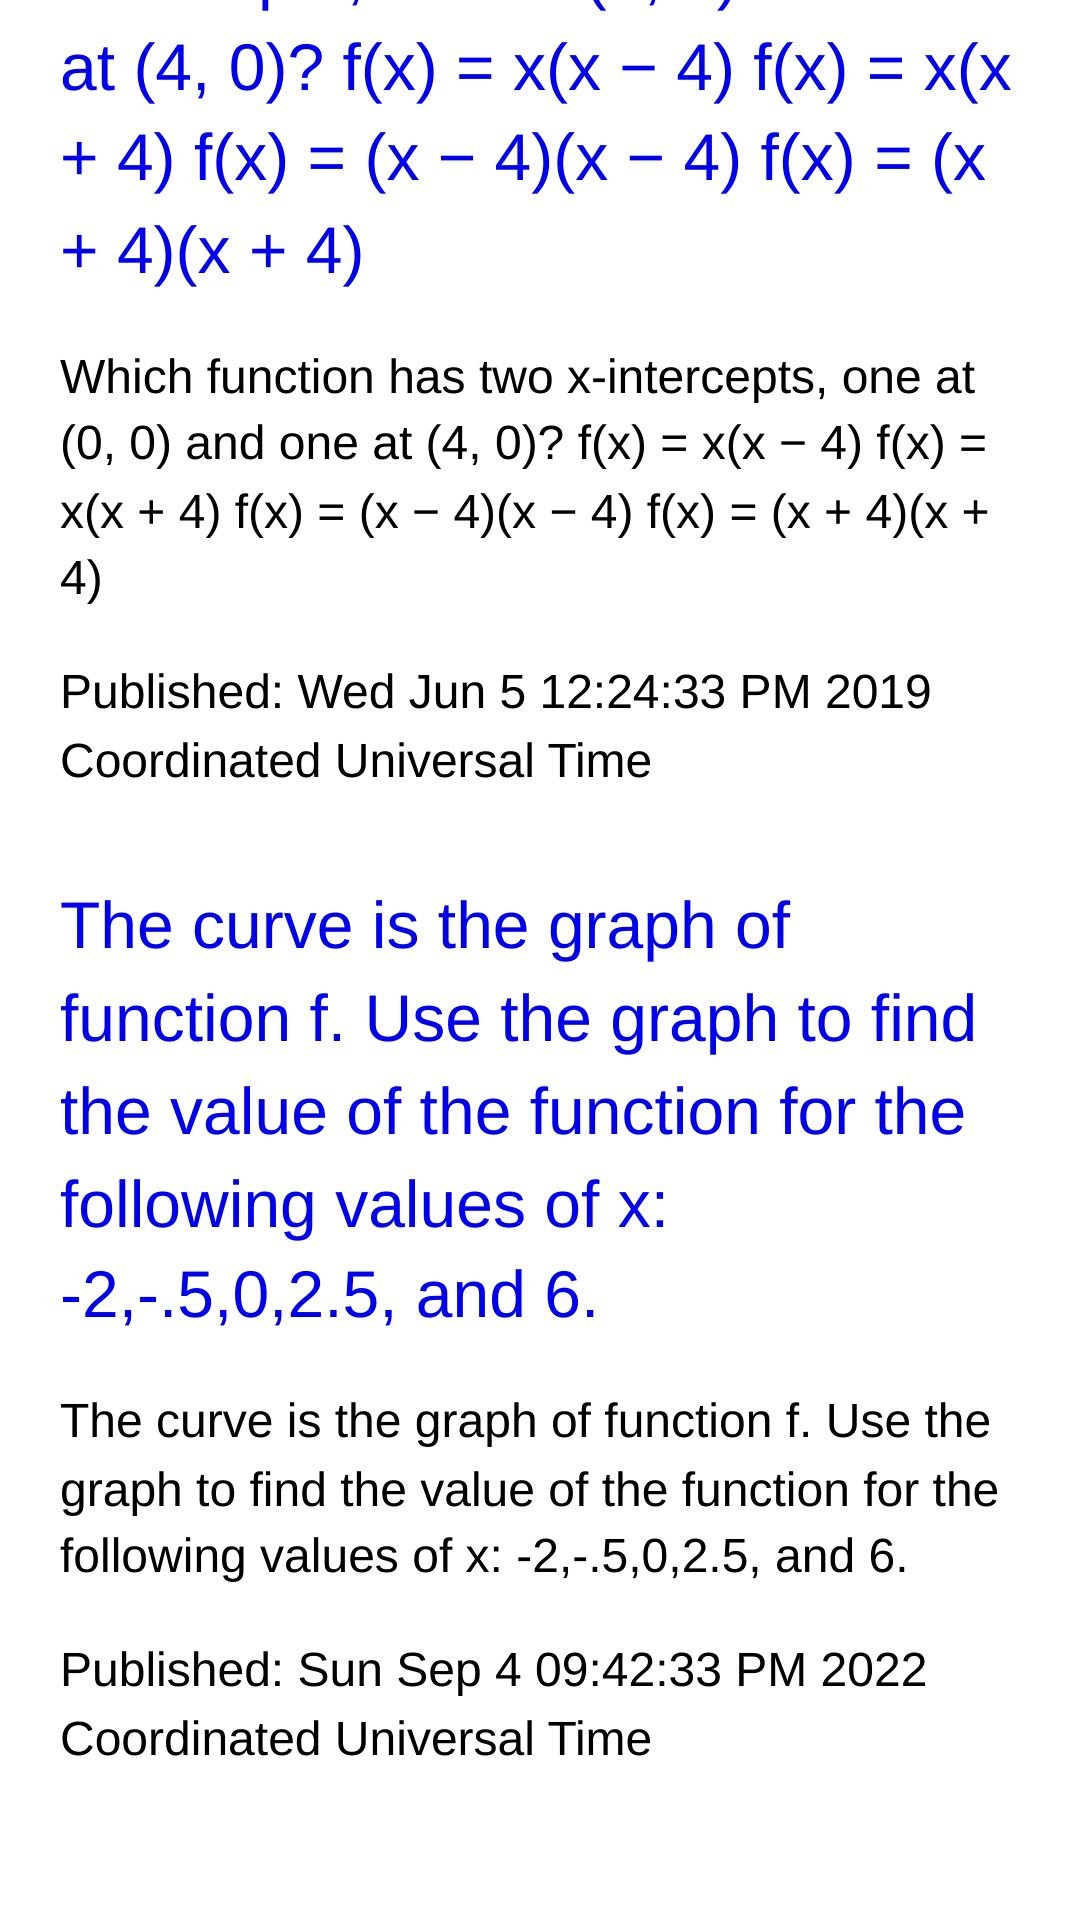 at (4, 0)? f(x) = x(x − 4) f(x) = x(x
+ 4) f(x) = (x − 4)(x − 4) f(x) = (x
+ 4)(x + 4)
Which function has two x-intercepts, one at
(0, 0) and one at (4, 0)? f(x) = x(x − 4) f(x) =
x(x + 4) f(x) = (x − 4)(x − 4) f(x) = (x + 4)(x +
4)
Published: Wed Jun 5 12:24:33 PM 2019
Coordinated Universal Time
The curve is the graph of
function f. Use the graph to find
the value of the function for the
following values of x:
-2,-.5,0,2.5, and 6.
The curve is the graph of function f. Use the
graph to find the value of the function for the
following values of x: -2,-.5,0,2.5, and 6.
Published: Sun Sep 4 09:42:33 PM 2022
Coordinated Universal Time